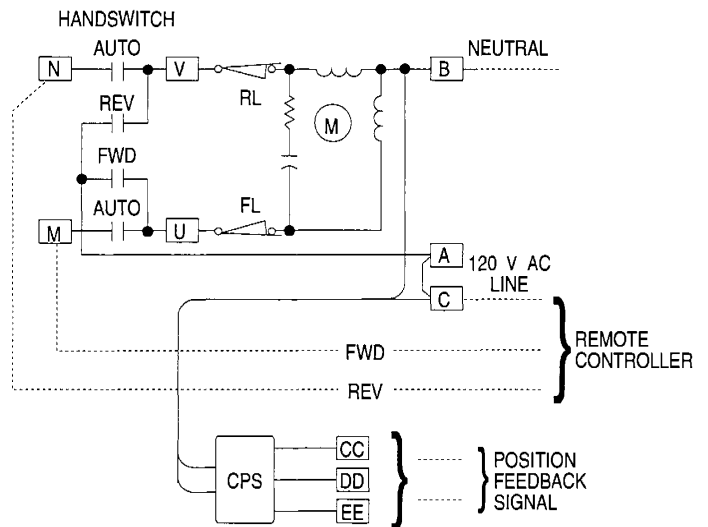 HANDSWITCH
AUTO
N
V
B
NEUTRAL
REV
RL
M
FWD
AUTO
FL
M
U
A
120 V AC
LINE
C
FWD
REMOTE
CONTROLLER
REV
CPS
CC
DD
EE
POSITION
FEEDBACK
SIGNAL